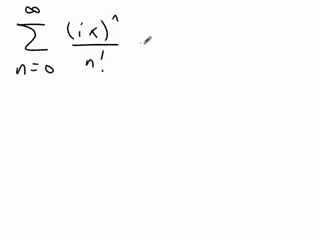 ∞
∑ (ix)^n / n!
n=0